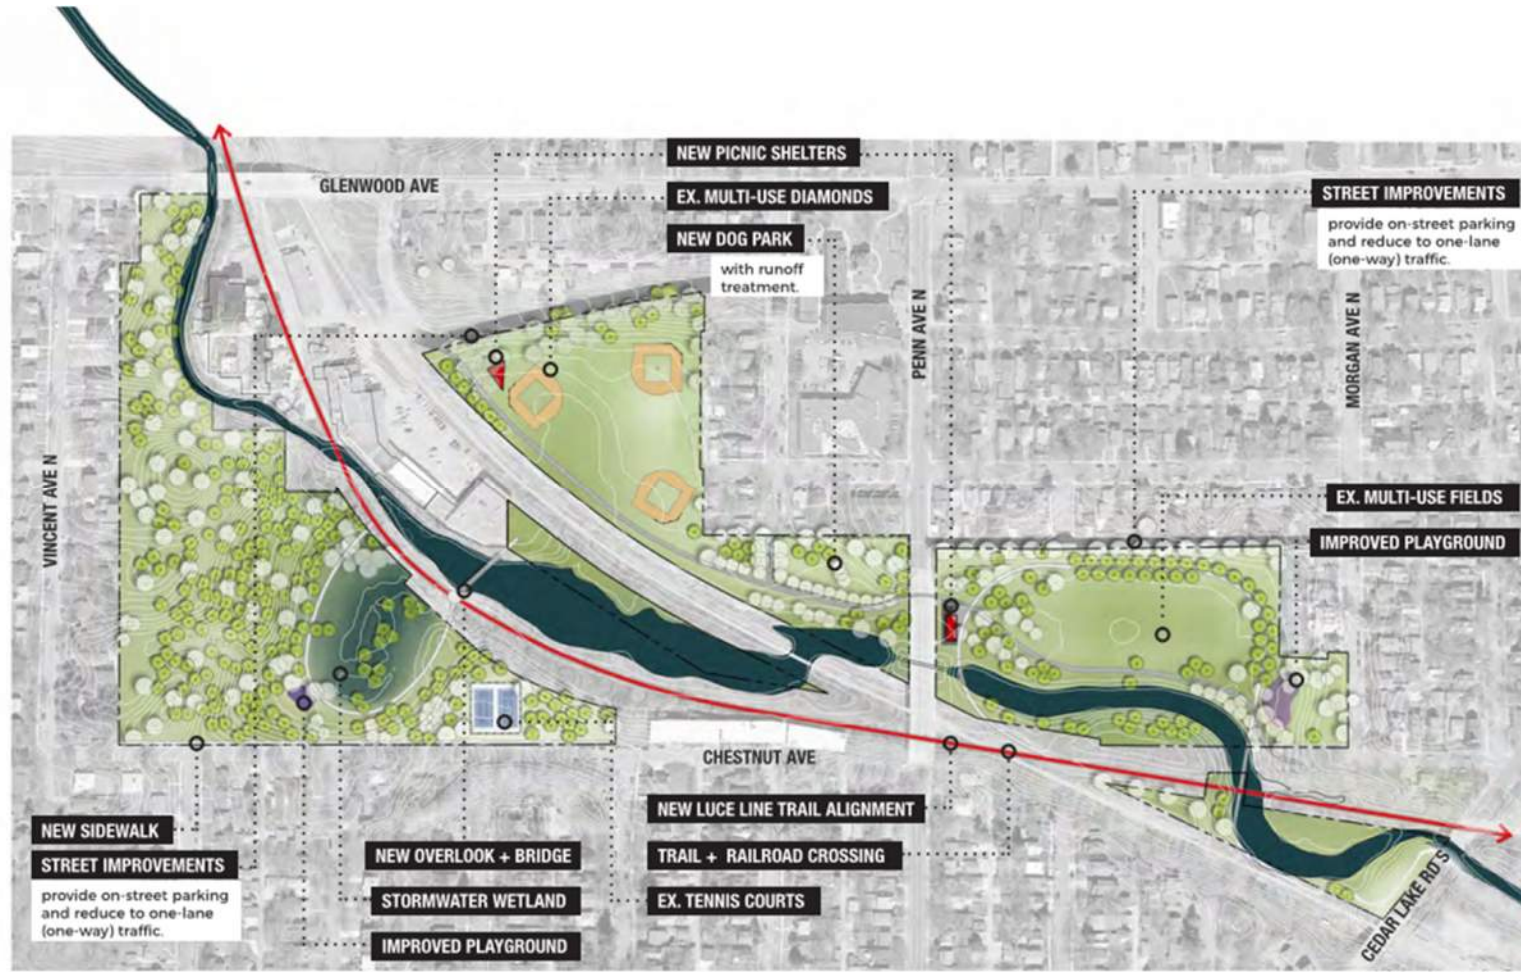 NEW PICNIC SHELTERS
GLENWOOD AVE
EX. MULTI-USE DIAMONDS
STREET IMPROVEMENTS
provide on-street parking
and reduce to one-lane
(one-way) traffic.
NEW DOG PARK
with runoff
treatment.
PENN AVE N
MORGAN AVE N
VINCENT AVE N
EX. MULTI-USE FIELDS
IMPROVED PLAYGROUND
CHESTNUT AVE
NEW LUCE LINE TRAIL ALIGNMENT
NEW SIDEWALK
STREET IMPROVEMENTS
provide on-street parking
and reduce to one-lane
(one-way) traffic.
NEW OVERLOOK + BRIDGE
TRAIL + RAILROAD CROSSING
STORMWATER WETLAND
EX. TENNIS COURTS
IMPROVED PLAYGROUND
CEDAR LAKE RD S